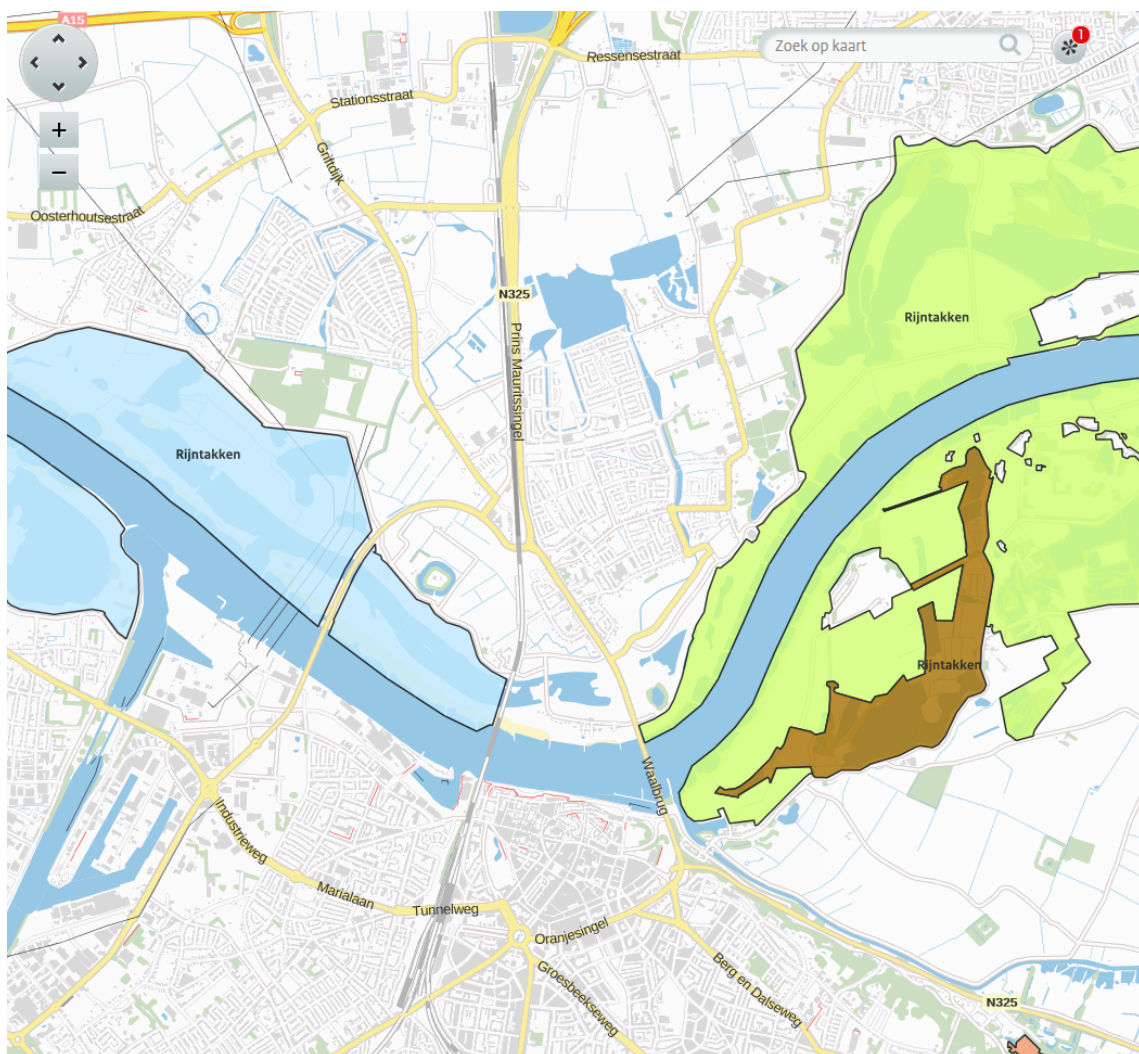 A15
Zoek op kaart
1
Ressensestraat
Stationsstraat
Griftdijk
Oosterhoutsestraat
N325
Rijntakken
Prins Mauritssingel
Rijntakken
Rijntakken
Waalbrug
Industrieweg
Marialaan
Tunnelweg
Oranjesingel
Groesbeekseweg
Berg en Dalseweg
N325